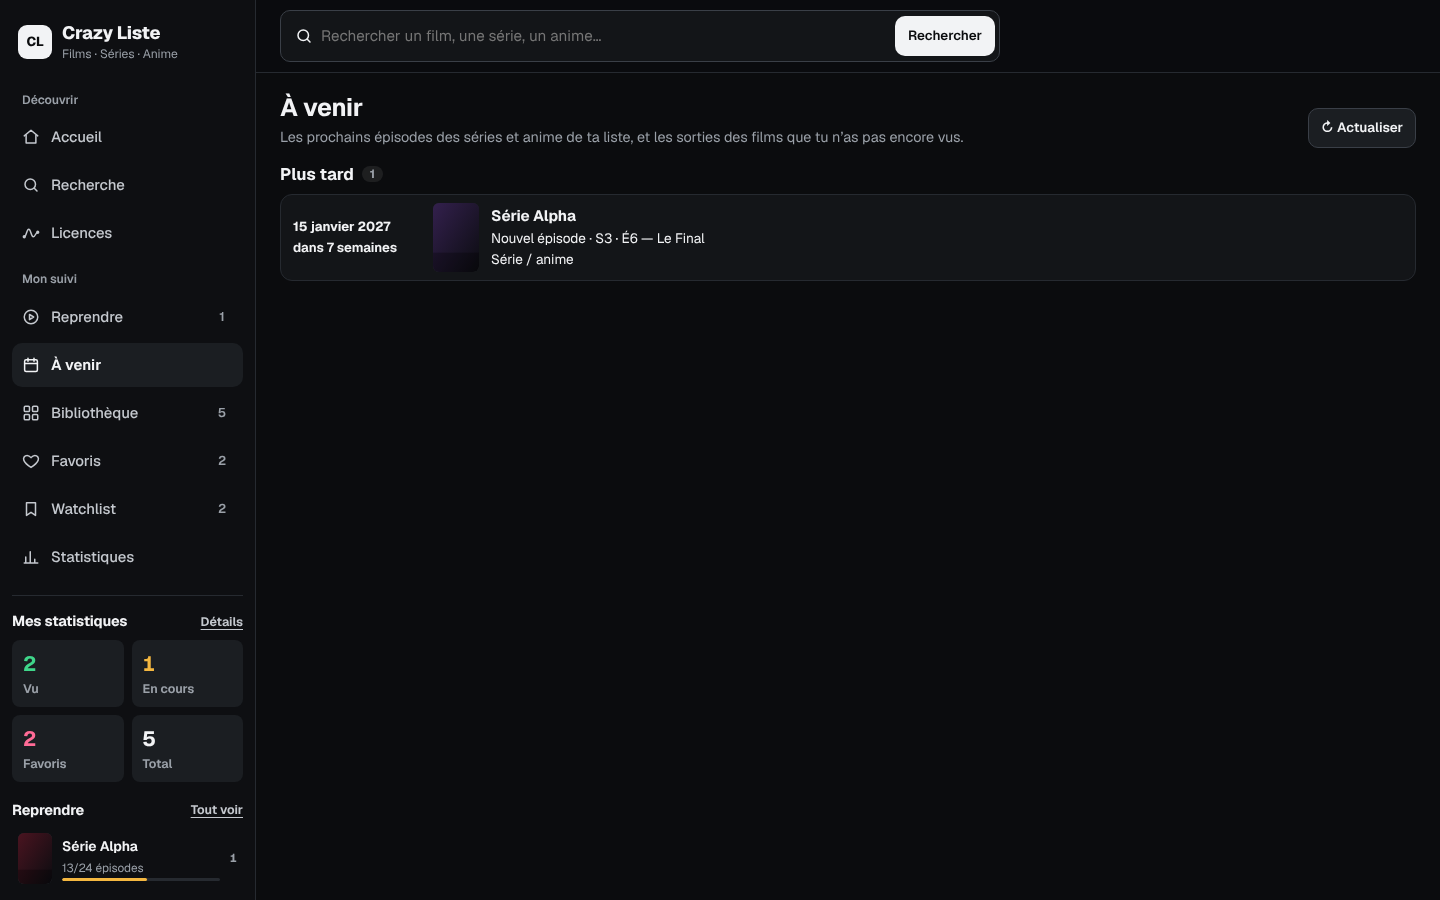 CL
Crazy Liste
Films · Séries · Anime
Découvrir
Accueil
Recherche
Licences
Mon suivi
Reprendre 1
À venir
Bibliothèque 5
Favoris 2
Watchlist 2
Statistiques
Mes statistiques Détails
2
Vu
1
En cours
2
Favoris
5
Total
Reprendre Tout voir
Série Alpha
13/24 épisodes
1
Rechercher un film, une série, un anime… Rechercher
À venir
Les prochains épisodes des séries et anime de ta liste, et les sorties des films que tu n’as pas encore vus.
↻ Actualiser
Plus tard 1
15 janvier 2027
dans 7 semaines
Série Alpha
Nouvel épisode · S3 · É6 — Le Final
Série / anime